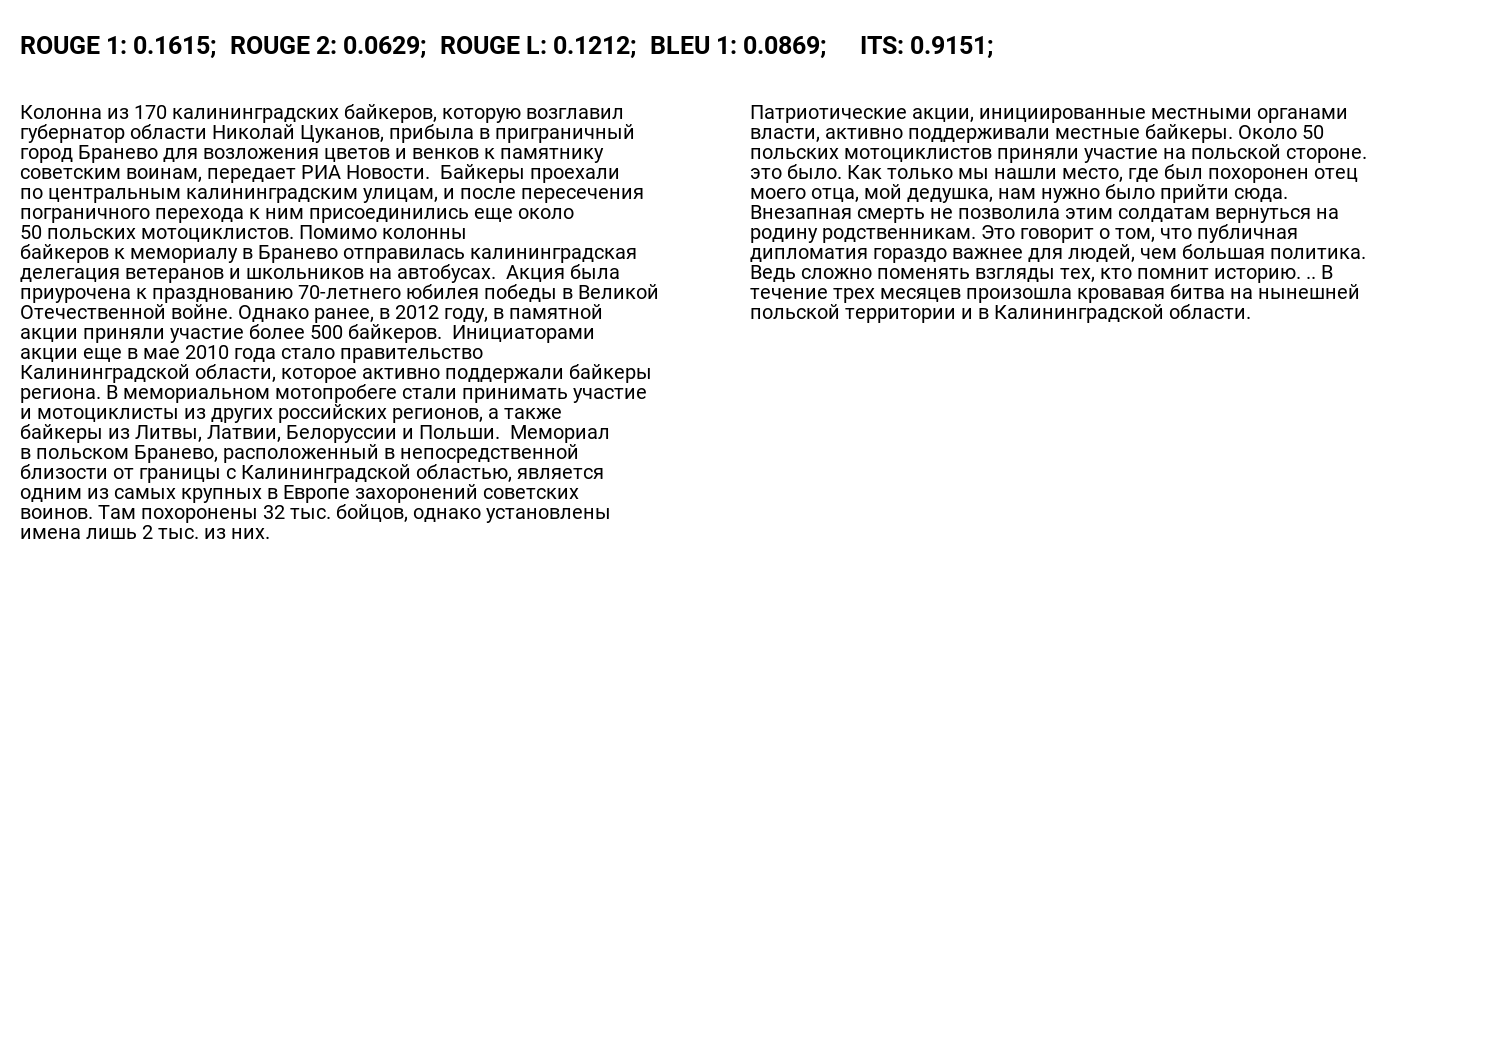 ROUGE 1: 0.1615;  ROUGE 2: 0.0629;  ROUGE L: 0.1212;  BLEU 1: 0.0869;     ITS: 0.9151;
Колонна из 170 калининградских байкеров, которую возглавил
губернатор области Николай Цуканов, прибыла в приграничный
город Бранево для возложения цветов и венков к памятнику
советским воинам, передает РИА Новости.  Байкеры проехали
по центральным калининградским улицам, и после пересечения
пограничного перехода к ним присоединились еще около
50 польских мотоциклистов. Помимо колонны
байкеров к мемориалу в Бранево отправилась калининградская
делегация ветеранов и школьников на автобусах.  Акция была
приурочена к празднованию 70-летнего юбилея победы в Великой
Отечественной войне. Однако ранее, в 2012 году, в памятной
акции приняли участие более 500 байкеров.  Инициаторами
акции еще в мае 2010 года стало правительство
Калининградской области, которое активно поддержали байкеры
региона. В мемориальном мотопробеге стали принимать участие
и мотоциклисты из других российских регионов, а также
байкеры из Литвы, Латвии, Белоруссии и Польши.  Мемориал
в польском Бранево, расположенный в непосредственной
близости от границы с Калининградской областью, является
одним из самых крупных в Европе захоронений советских
воинов. Там похоронены 32 тыс. бойцов, однако установлены
имена лишь 2 тыс. из них.
Патриотические акции, инициированные местными органами
власти, активно поддерживали местные байкеры. Около 50
польских мотоциклистов приняли участие на польской стороне.
это было. Как только мы нашли место, где был похоронен отец
моего отца, мой дедушка, нам нужно было прийти сюда.
Внезапная смерть не позволила этим солдатам вернуться на
родину родственникам. Это говорит о том, что публичная
дипломатия гораздо важнее для людей, чем большая политика.
Ведь сложно поменять взгляды тех, кто помнит историю. .. В
течение трех месяцев произошла кровавая битва на нынешней
польской территории и в Калининградской области.